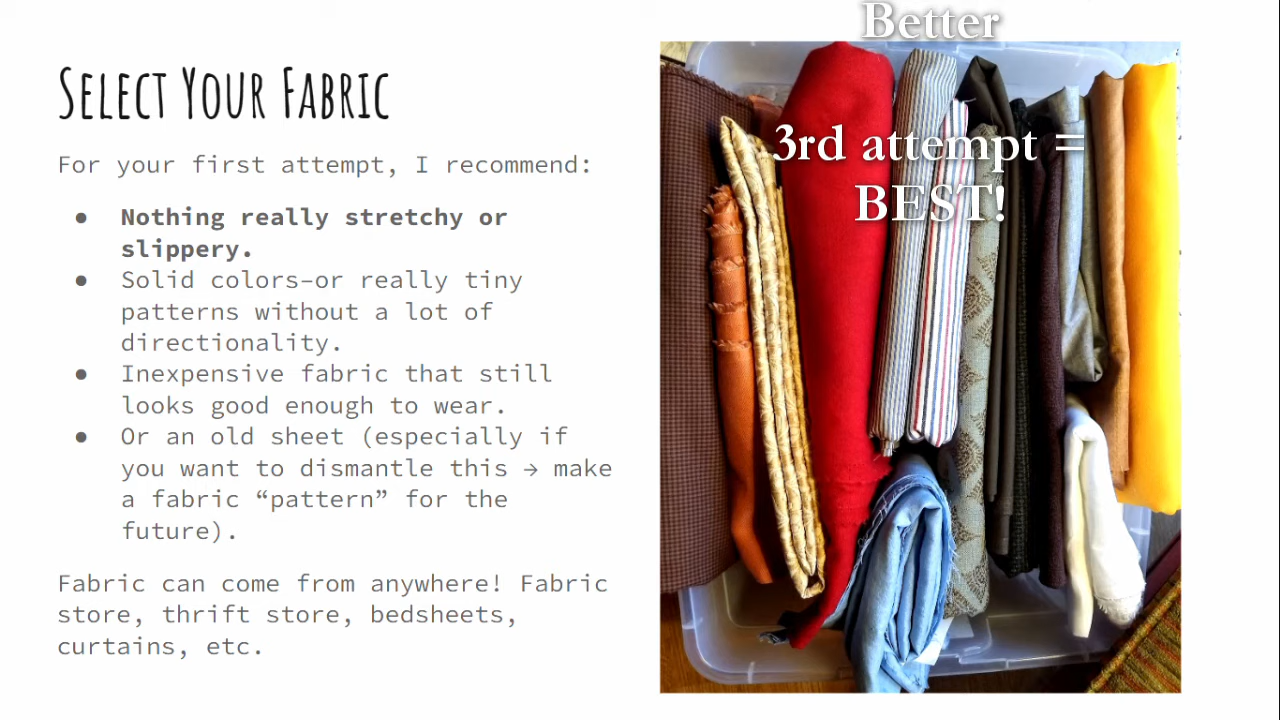 Select Your Fabric
For your first attempt, I recommend:
● Nothing really stretchy or
slippery.
● Solid colors–or really tiny
patterns without a lot of
directionality.
● Inexpensive fabric that still
looks good enough to wear.
● Or an old sheet (especially if
you want to dismantle this → make
a fabric “pattern” for the
future).
Fabric can come from anywhere! Fabric
store, thrift store, bedsheets,
curtains, etc.
Better
3rd attempt =
BEST!